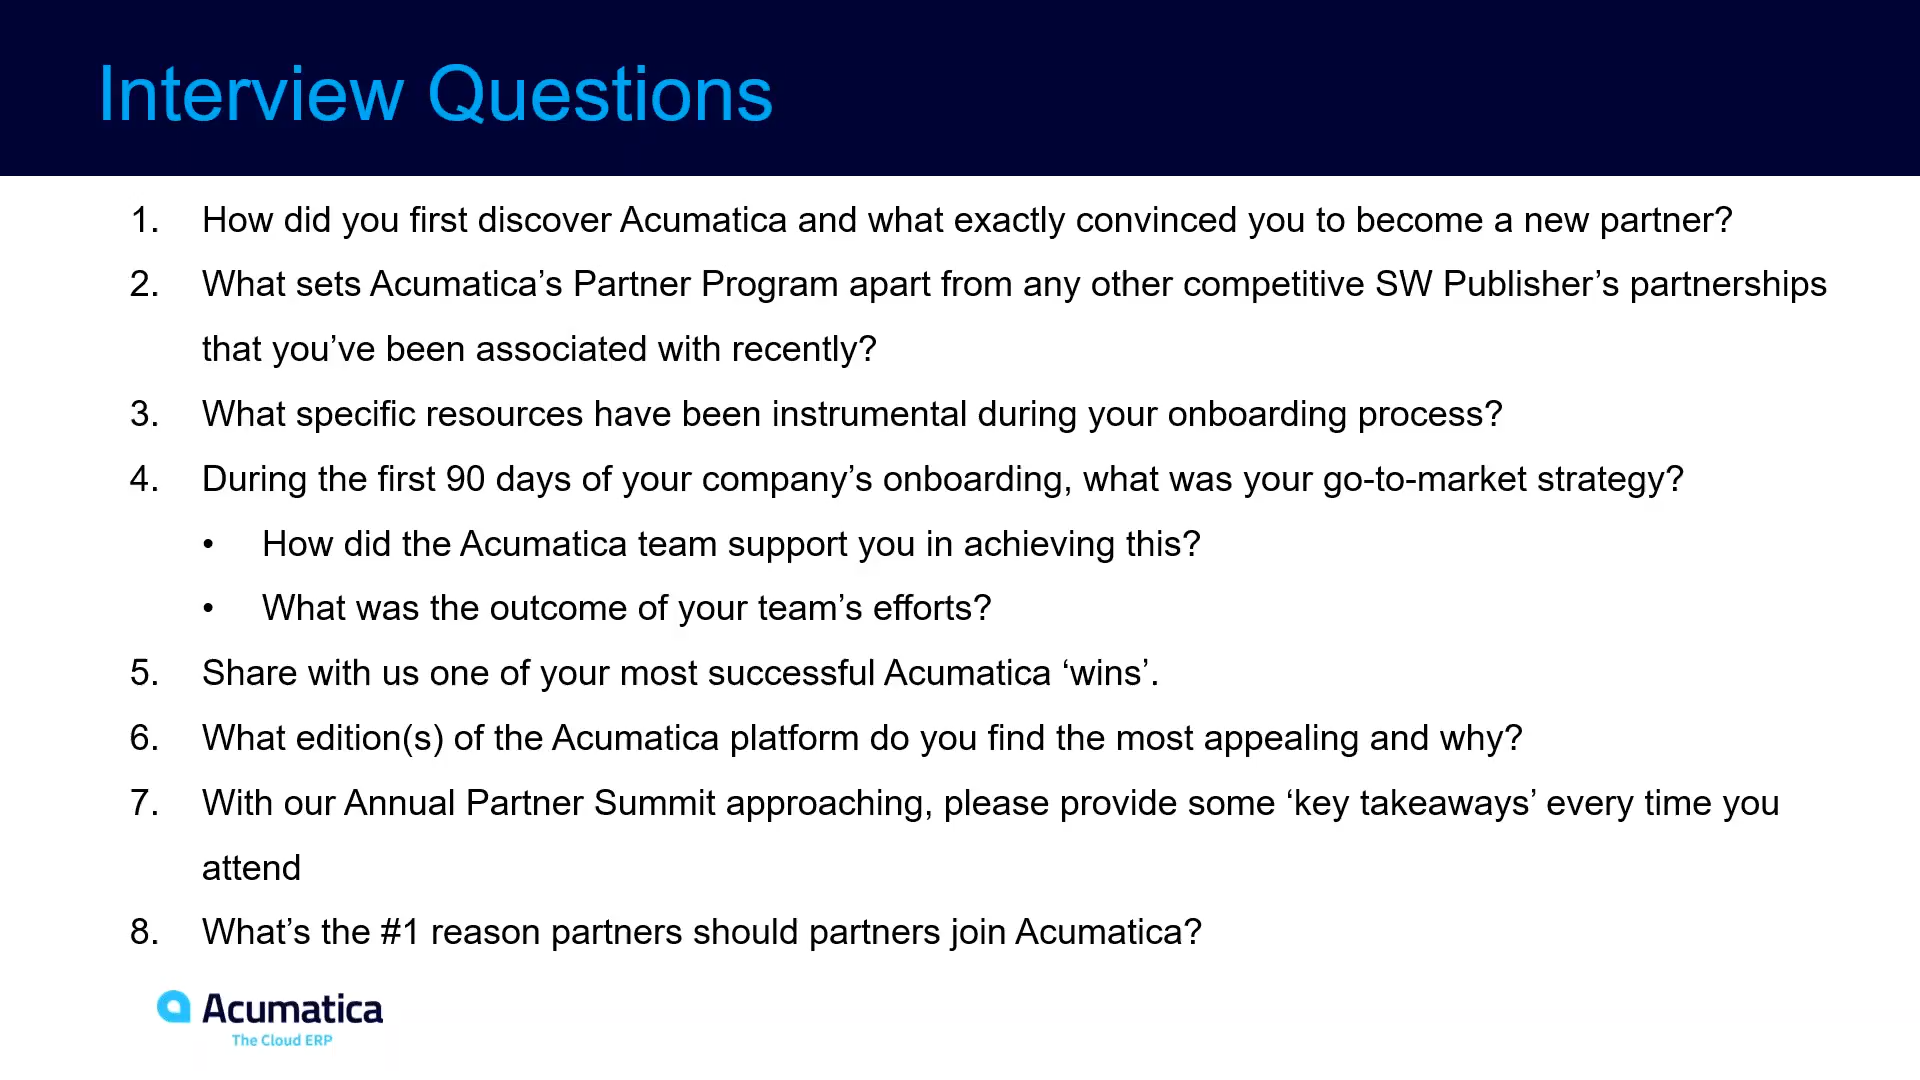 Interview Questions
1. How did you first discover Acumatica and what exactly convinced you to become a new partner?
2. What sets Acumatica’s Partner Program apart from any other competitive SW Publisher’s partnerships
that you’ve been associated with recently?
3. What specific resources have been instrumental during your onboarding process?
4. During the first 90 days of your company’s onboarding, what was your go-to-market strategy?
• How did the Acumatica team support you in achieving this?
• What was the outcome of your team’s efforts?
5. Share with us one of your most successful Acumatica ‘wins’.
6. What edition(s) of the Acumatica platform do you find the most appealing and why?
7. With our Annual Partner Summit approaching, please provide some ‘key takeaways’ every time you
attend
8. What’s the #1 reason partners should partners join Acumatica?
Acumatica
The Cloud ERP